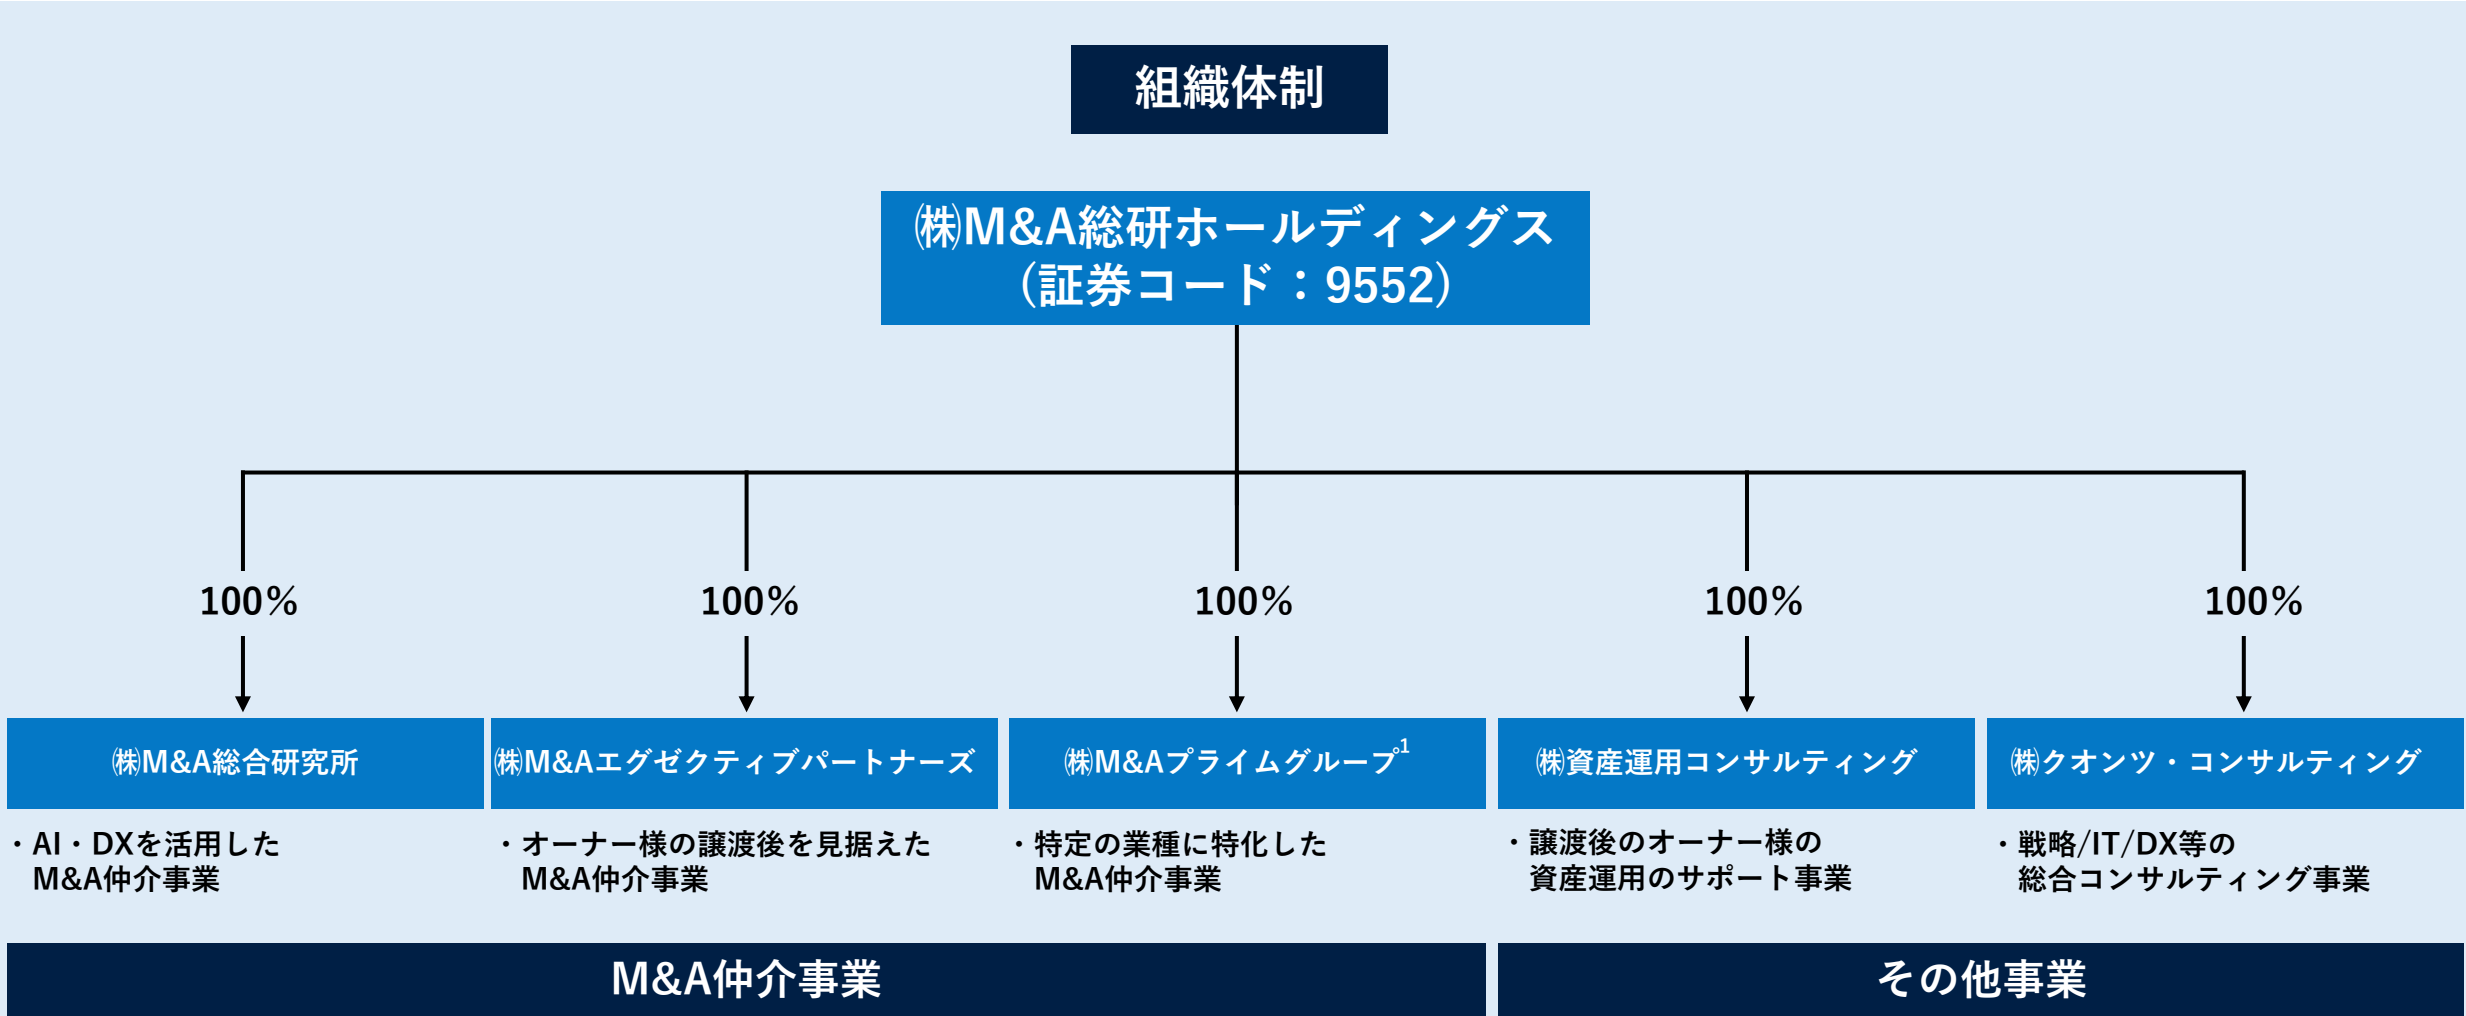 組織体制
㈱M&A総研ホールディングス
（証券コード：9552）
100％
100％
100％
100％
100％
㈱M&A総合研究所
㈱M&Aエグゼクティブパートナーズ
㈱M&Aプライムグループ1
㈱資産運用コンサルティング
㈱クオンツ・コンサルティング
・AI・DXを活用した
M&A仲介事業
・オーナー様の譲渡後を見据えた
M&A仲介事業
・特定の業種に特化した
M&A仲介事業
・譲渡後のオーナー様の
資産運用のサポート事業
・戦略/IT/DX等の
総合コンサルティング事業
M&A仲介事業
その他事業